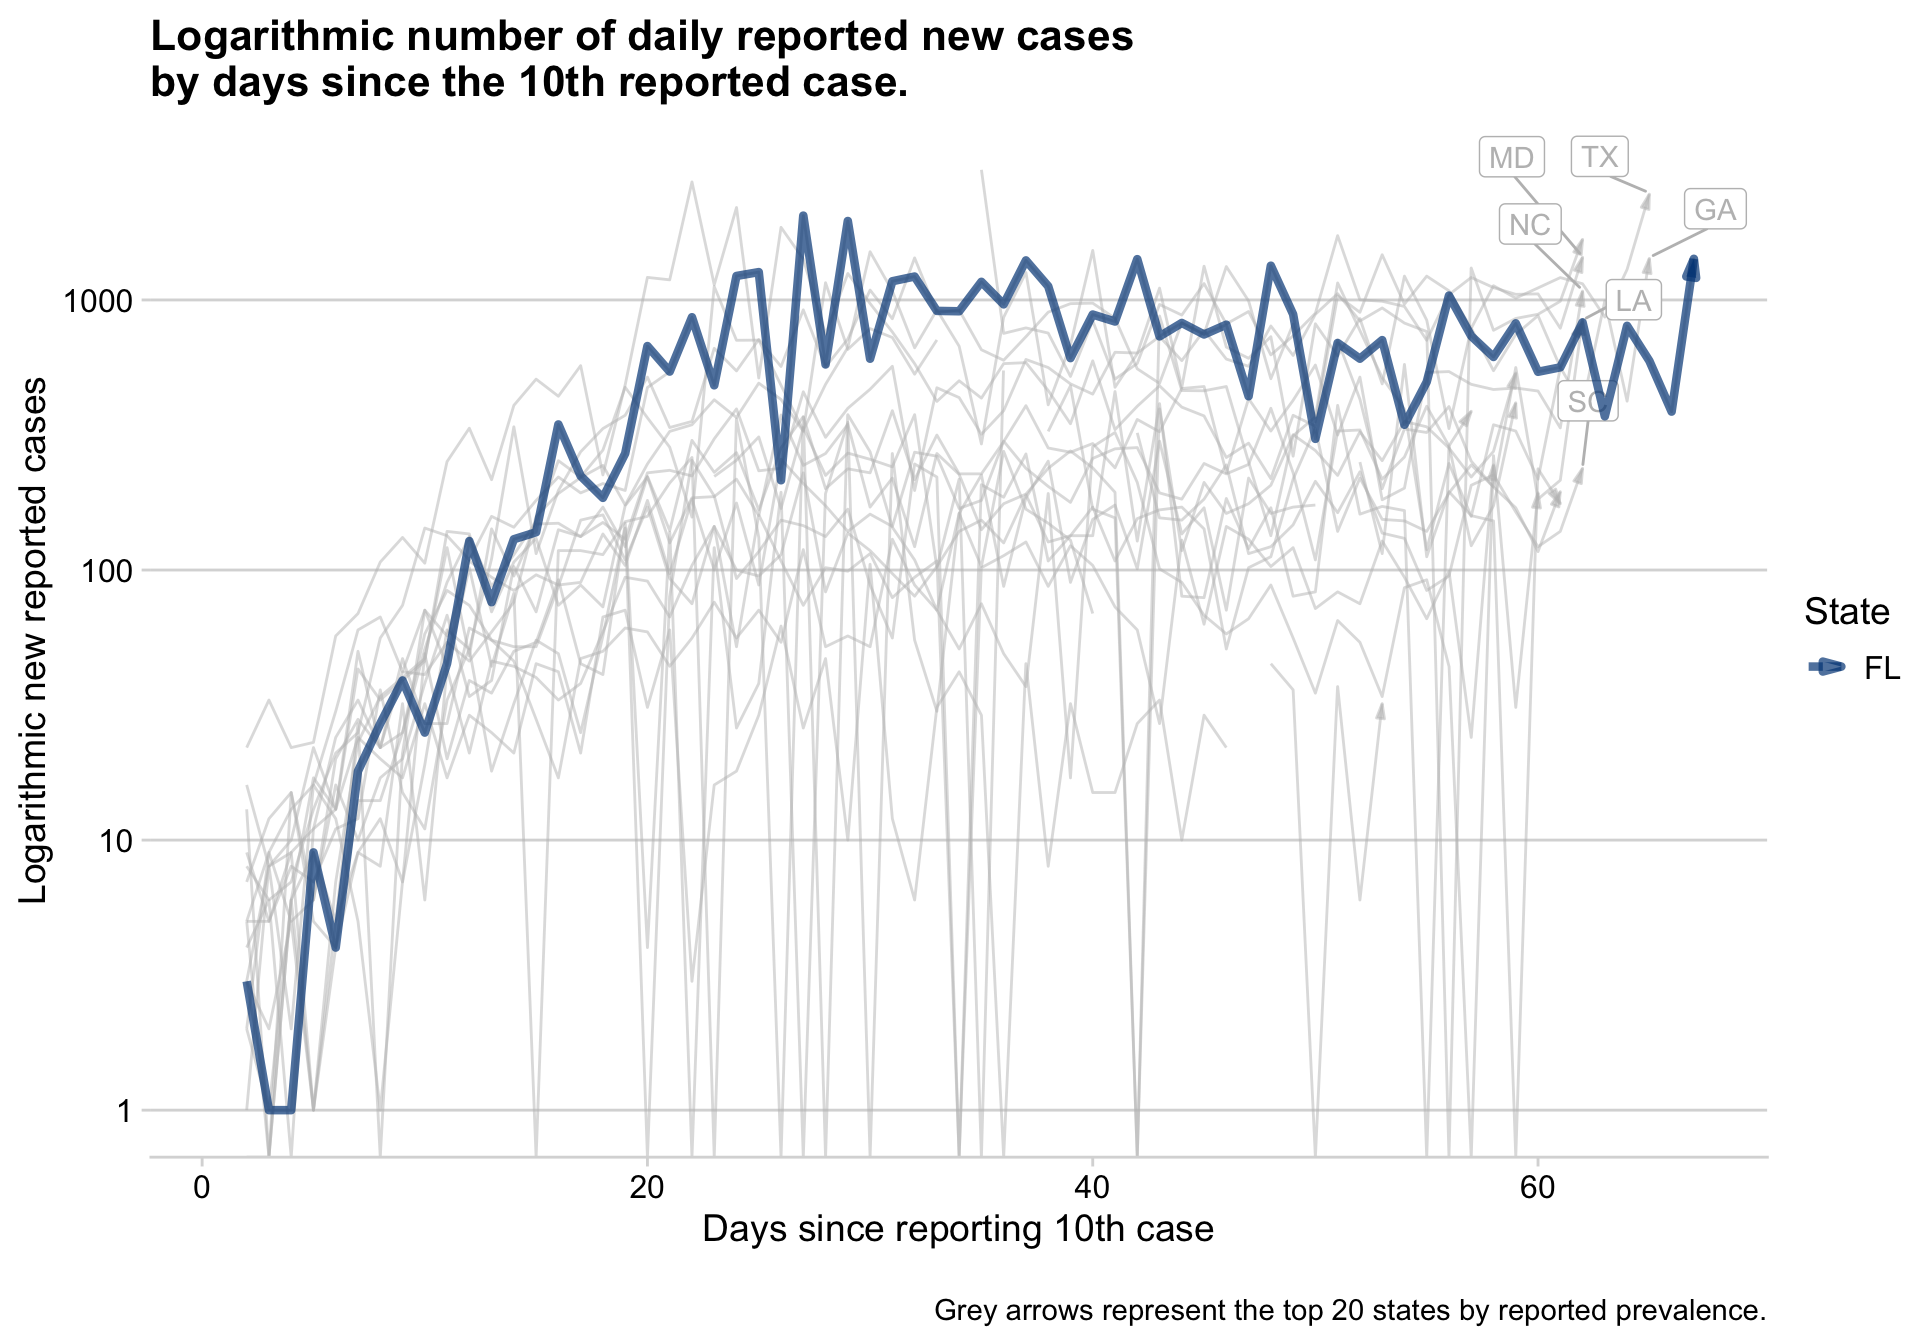 Logarithmic number of daily reported new cases
by days since the 10th reported case.
MD
TX
NC
GA
LA
SC
1000
100
10
1
Logarithmic new reported cases
0
20
40
60
Days since reporting 10th case
State
FL
Grey arrows represent the top 20 states by reported prevalence.